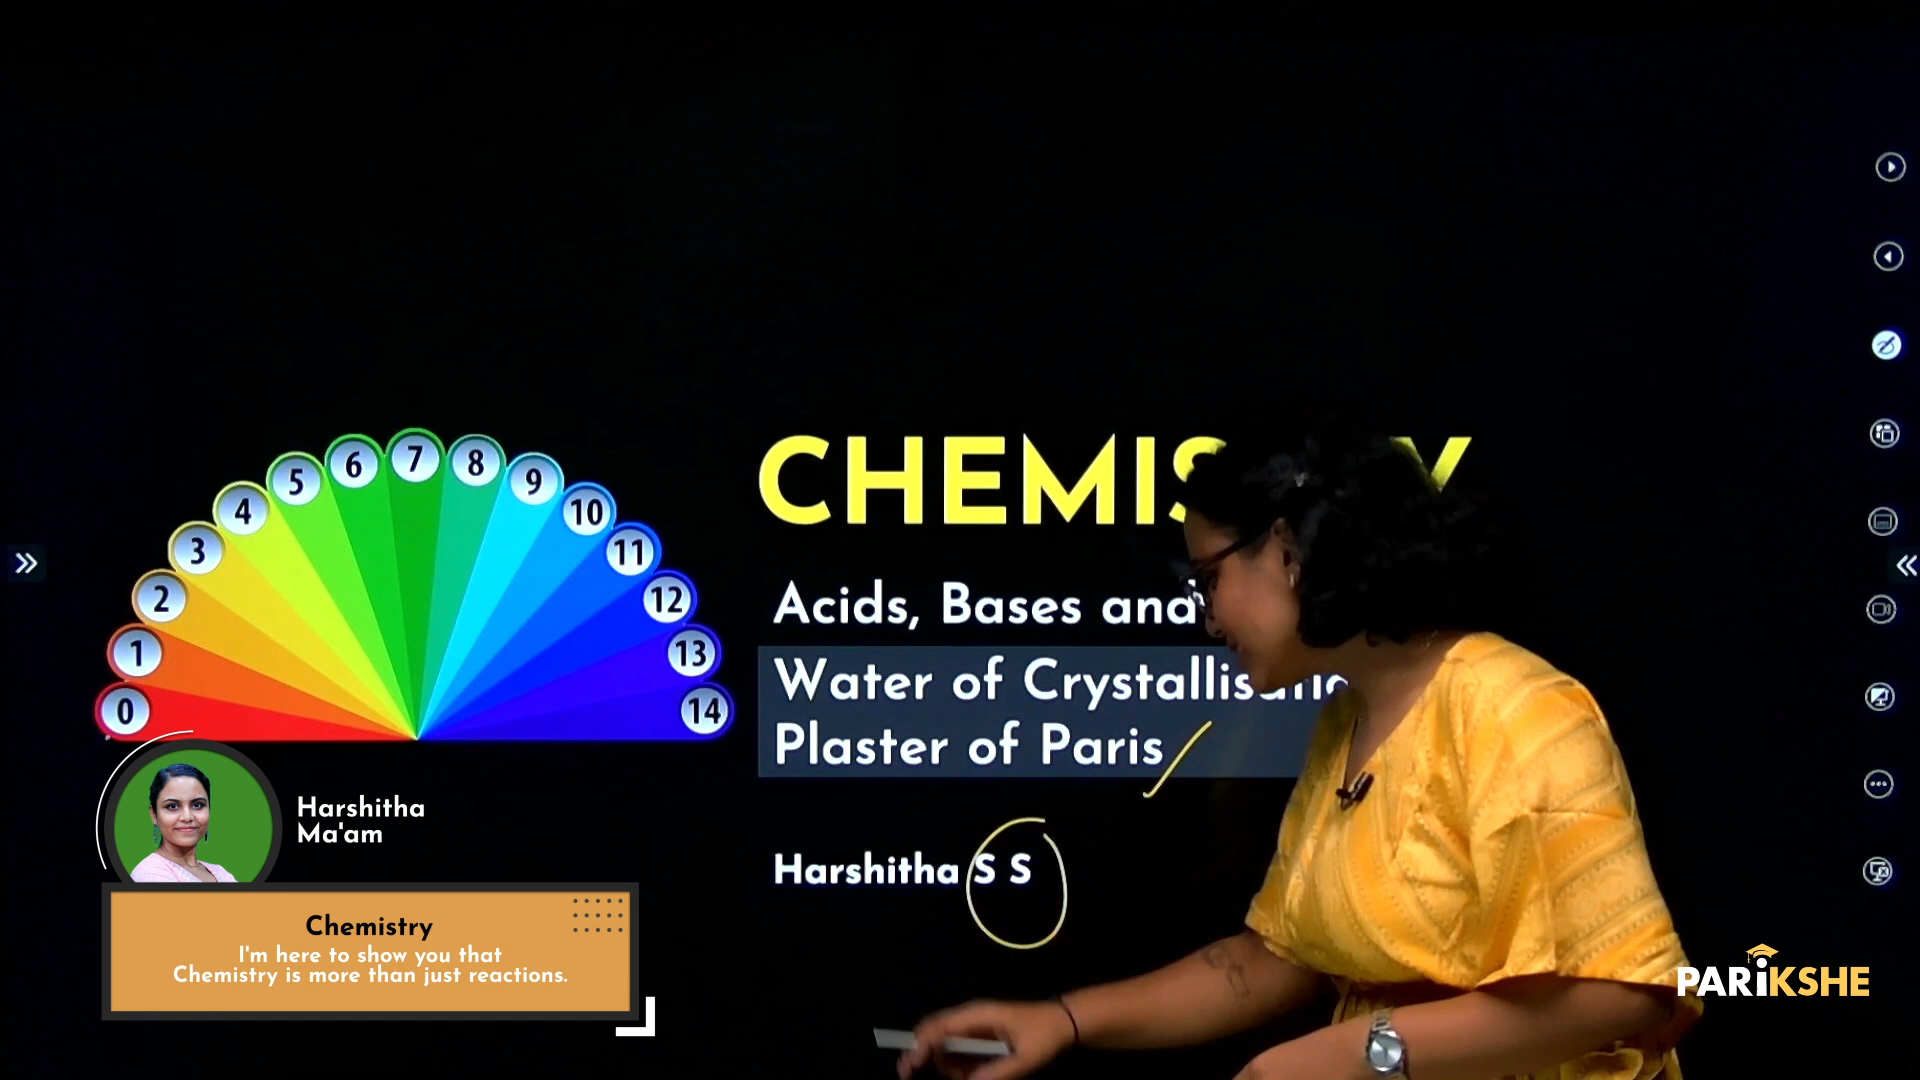 7
6
8
5
9
4
10
3
11
2
12
1
13
0
14
CHEMIS Y
Acids, Bases and
Water of Crystallisatio
Plaster of Paris
Harshitha S S
Harshitha
Ma'am
Chemistry
I'm here to show you that
Chemistry is more than just reactions.
PARiKSHE